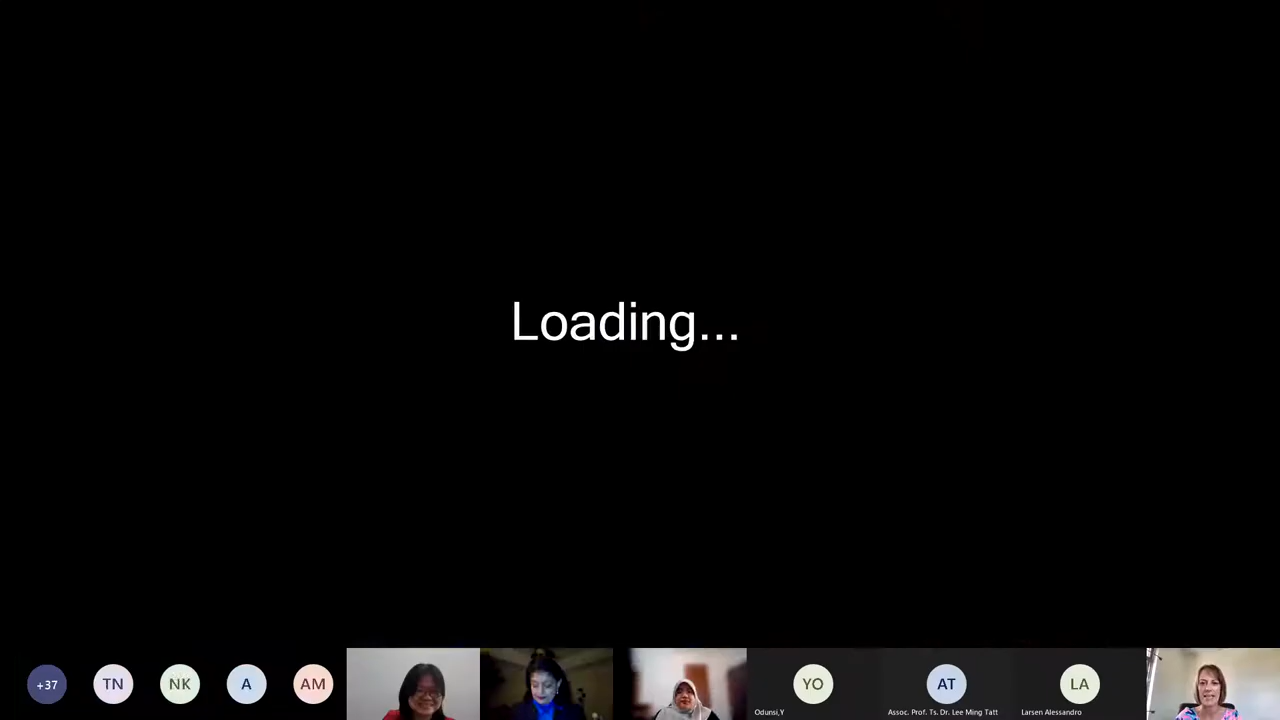 Loading...
+37
TN
NK
A
AM
YO
AT
LA
Odunsi,Y
Assoc. Prof. Ts. Dr. Lee Ming Tatt
Larsen Alessandro